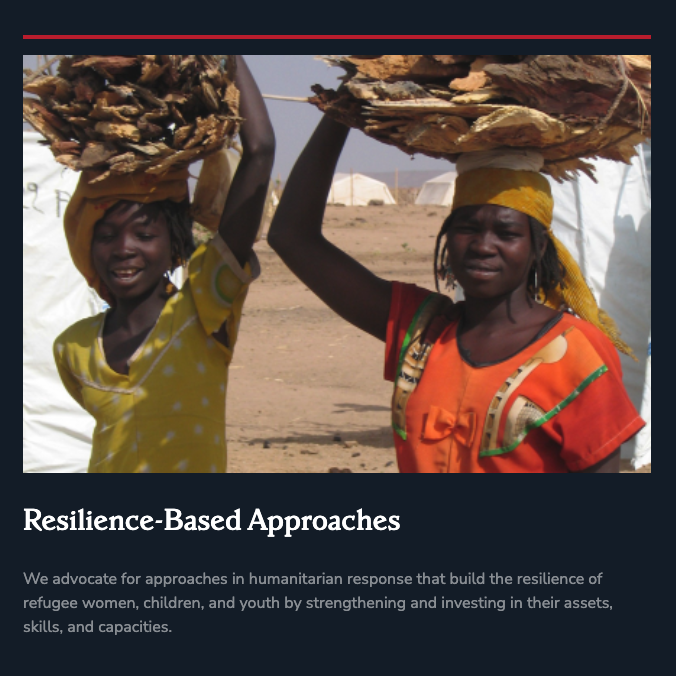 Resilience-Based Approaches
We advocate for approaches in humanitarian response that build the resilience of
refugee women, children, and youth by strengthening and investing in their assets,
skills, and capacities.